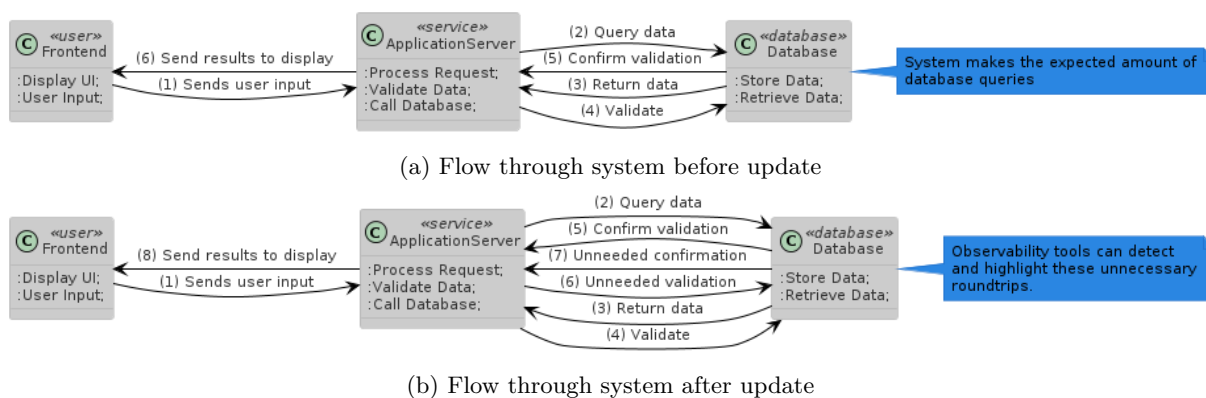 «user»
C Frontend
:Display UI;
:User Input;
(6) Send results to display
(1) Sends user input
«service»
C ApplicationServer
:Process Request;
:Validate Data;
:Call Database;
(2) Query data
(5) Confirm validation
(3) Return data
(4) Validate
«database»
C Database
:Store Data;
:Retrieve Data;
System makes the expected amount of
database queries
(a) Flow through system before update
«user»
C Frontend
:Display UI;
:User Input;
(8) Send results to display
(1) Sends user input
«service»
C ApplicationServer
:Process Request;
:Validate Data;
:Call Database;
(2) Query data
(5) Confirm validation
(7) Unneeded confirmation
(6) Unneeded validation
(3) Return data
(4) Validate
«database»
C Database
:Store Data;
:Retrieve Data;
Observability tools can detect
and highlight these unnecessary
roundtrips.
(b) Flow through system after update